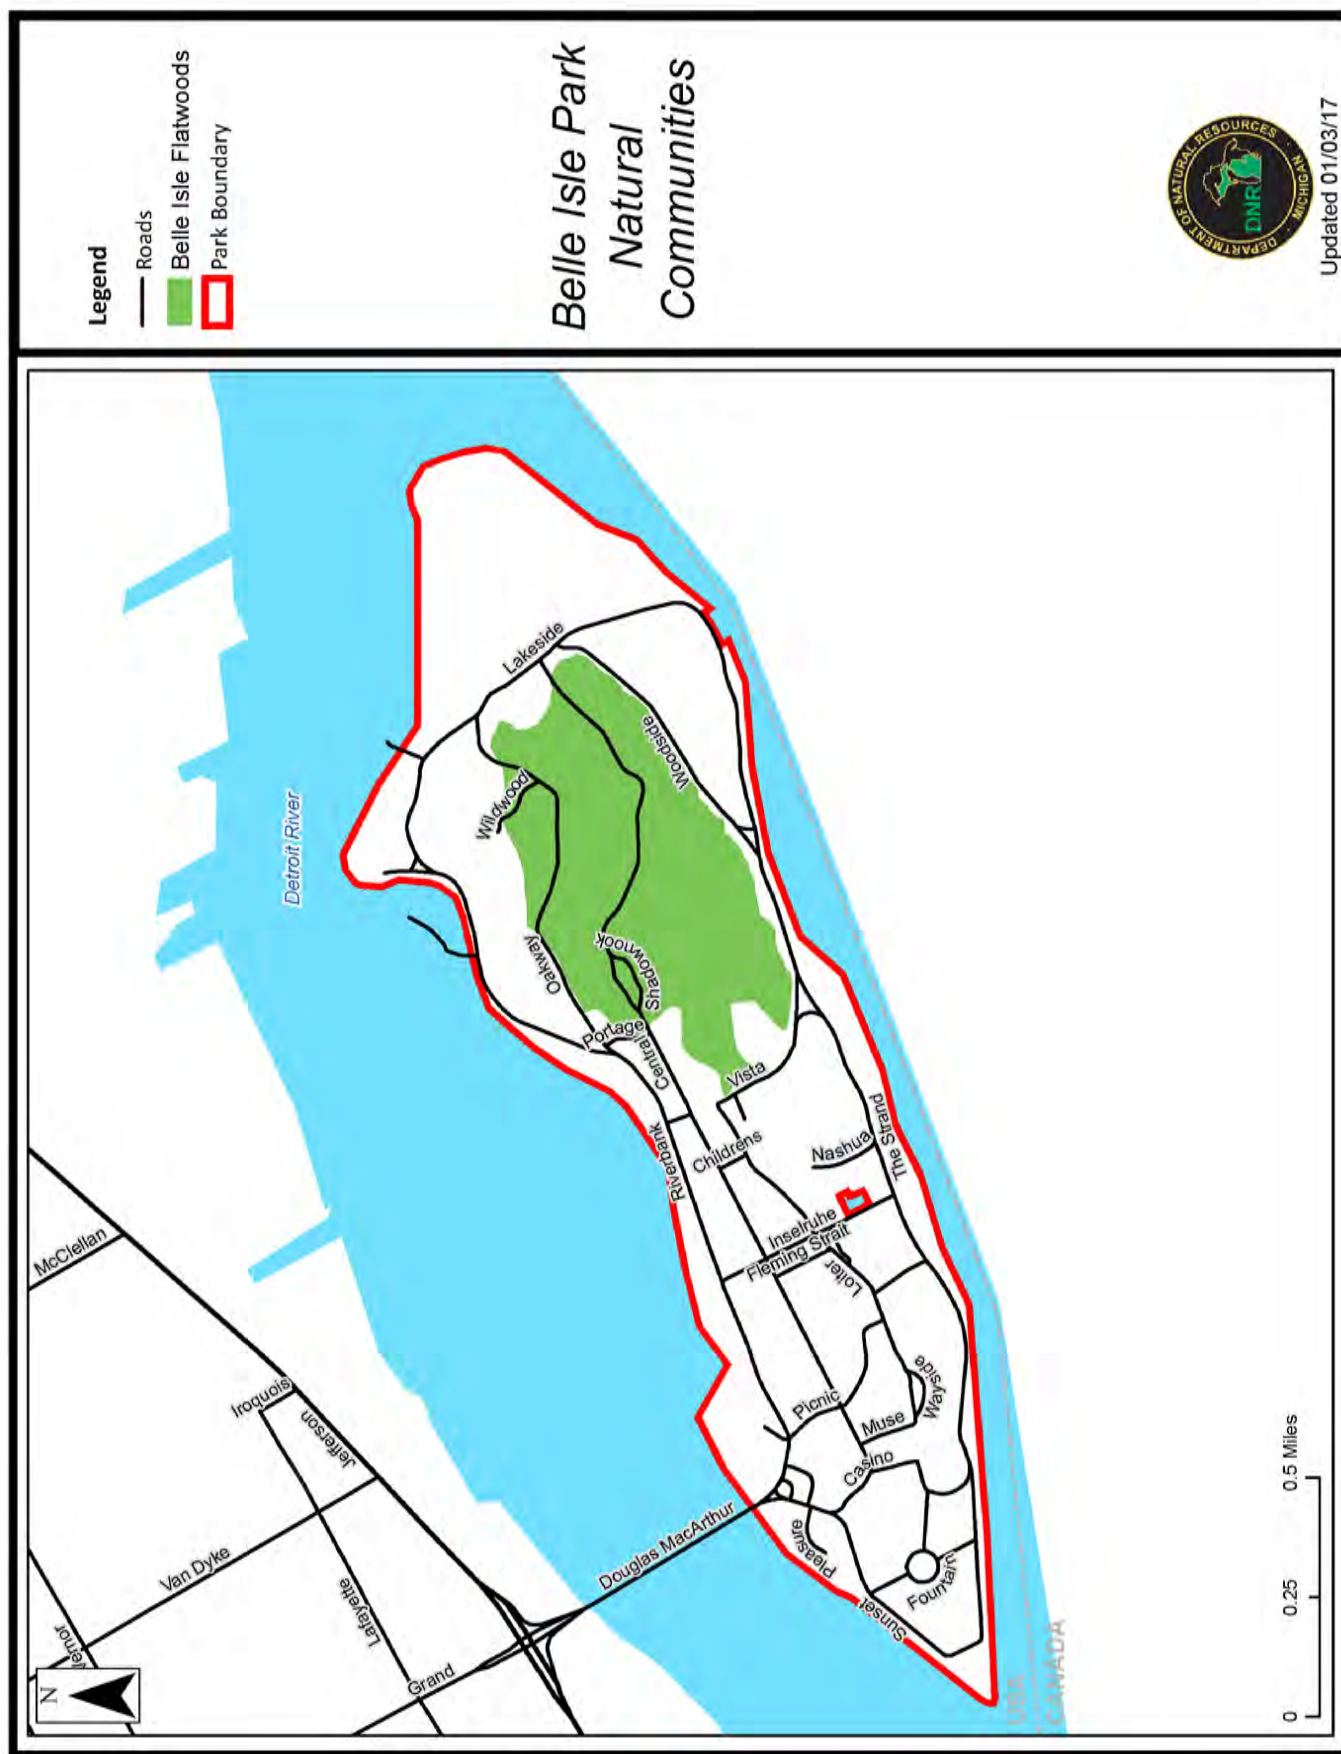 Legend
Roads
Belle Isle Flatwoods
Park Boundary
Belle Isle Park
Natural
Communities
DEPARTMENT OF NATURAL RESOURCES
DNR
MICHIGAN
Updated 01/03/17
N
McClellan
Iroquois
Jefferson
Van Dyke
Lafayette
Grand
Douglas MacArthur
Detroit River
Lakeside
Wildwood
Woodside
Oakway
Shadownook
Portage
Central
Vista
Riverbank
Childrens
Nashua
The Strand
Inselruhe
Fleming Strait
Loiter
Picnic
Muse
Wayside
Casino
Pleasure
Fountain
Sunset
USA
CANADA
0 0.25 0.5 Miles